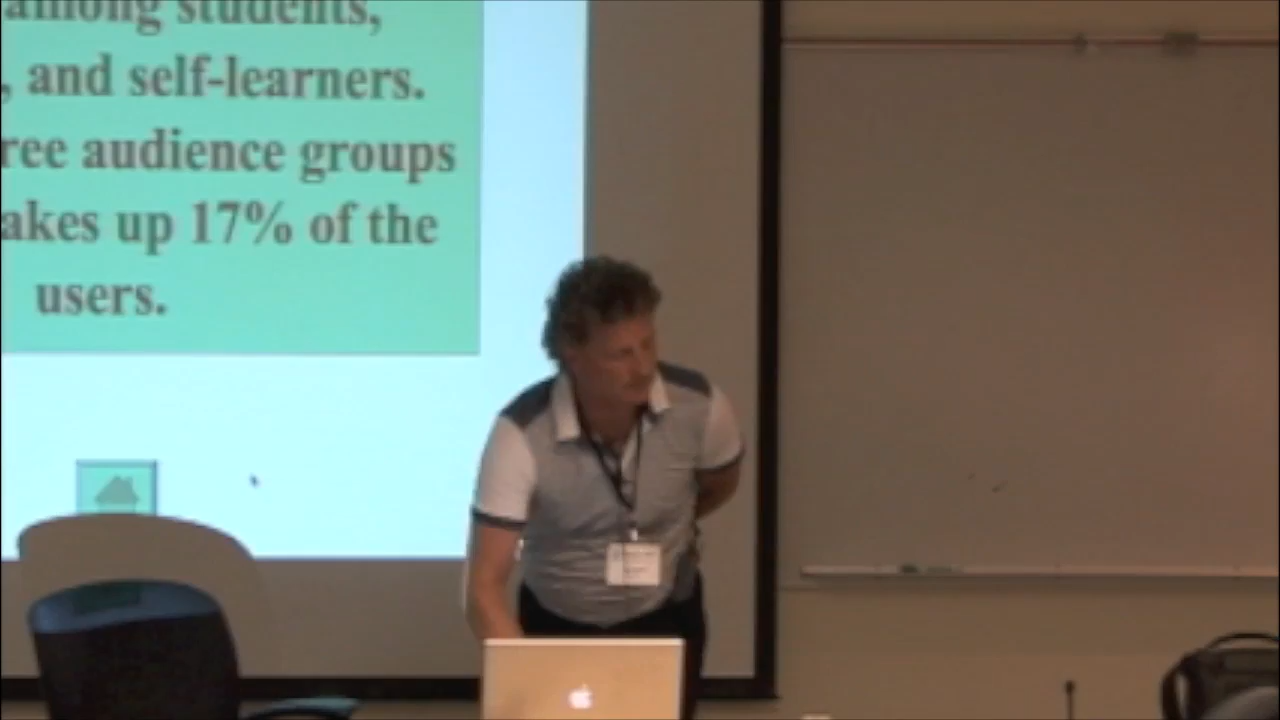 among students,
, and self-learners.
ree audience groups
akes up 17% of the
users.